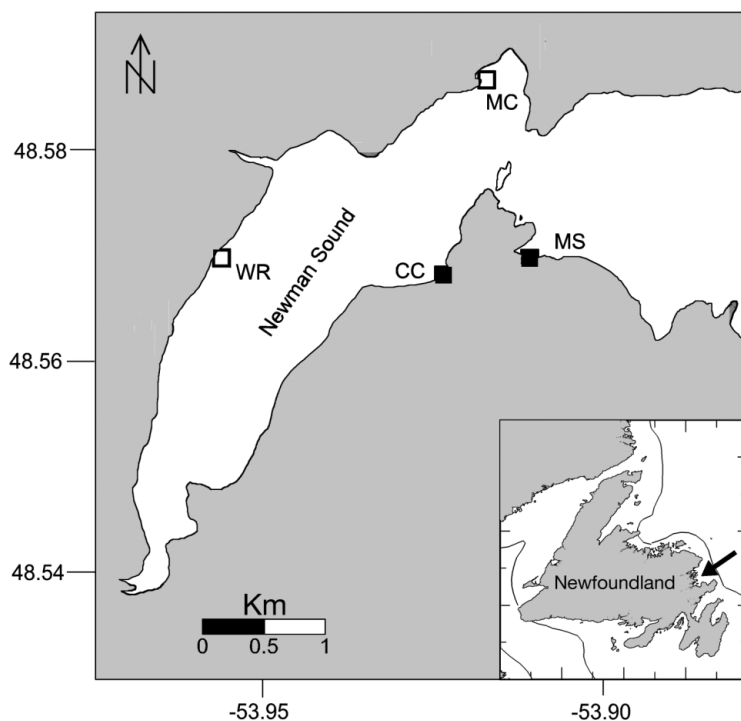 N
MC
48.58
MS
WR
CC
Newman Sound
48.56
Newfoundland
48.54
Km
0 0.5 1
-53.95 -53.90